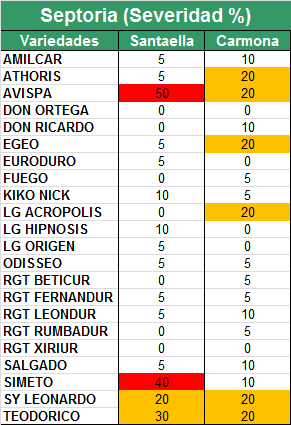 Septoria (Severidad %)
Variedades Santaella Carmona
AMILCAR 5 10
ATHORIS 5 20
AVISPA 50 20
DON ORTEGA 0 0
DON RICARDO 0 10
EGEO 5 20
EURODURO 5 0
FUEGO 0 5
KIKO NICK 10 5
LG ACROPOLIS 0 20
LG HIPNOSIS 10 0
LG ORIGEN 5 0
ODISSEO 5 5
RGT BETICUR 0 5
RGT FERNANDUR 5 5
RGT LEONDUR 5 10
RGT RUMBADUR 0 5
RGT XIRIUR 0 0
SALGADO 5 10
SIMETO 40 10
SY LEONARDO 20 20
TEODORICO 30 20